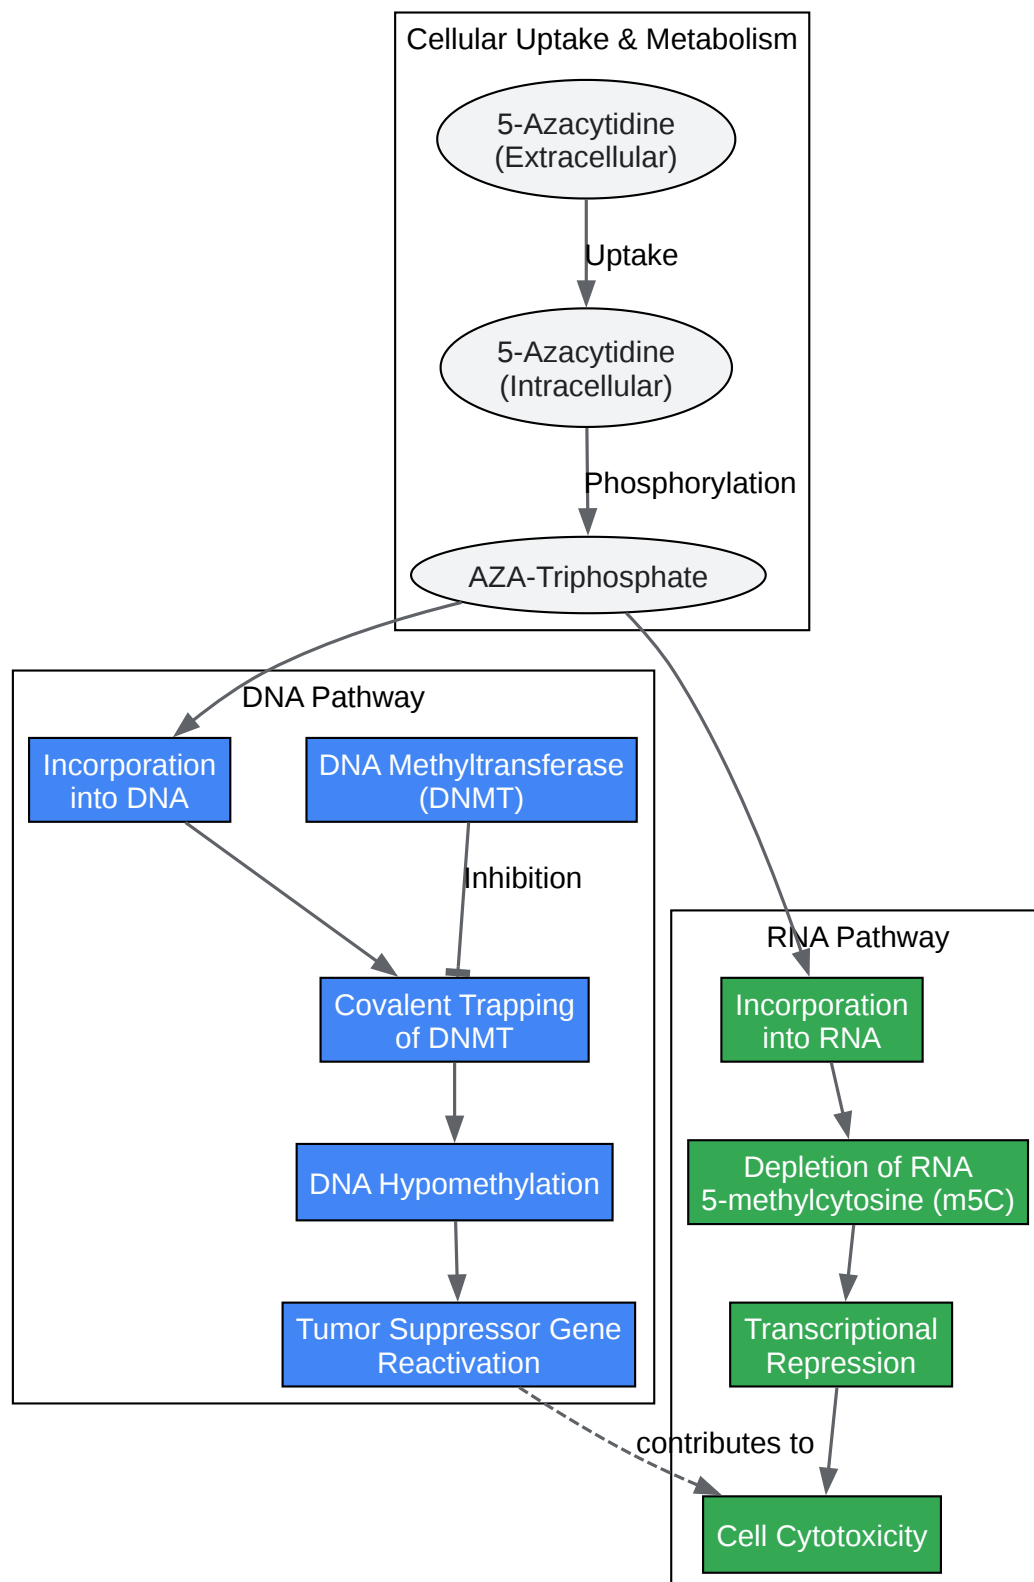 Cellular Uptake & Metabolism
5-Azacytidine
(Extracellular)
Uptake
5-Azacytidine
(Intracellular)
Phosphorylation
AZA-Triphosphate
DNA Pathway
Incorporation
into DNA
DNA Methyltransferase
(DNMT)
Inhibition
Covalent Trapping
of DNMT
DNA Hypomethylation
Tumor Suppressor Gene
Reactivation
contributes to
RNA Pathway
Incorporation
into RNA
Depletion of RNA
5-methylcytosine (m5C)
Transcriptional
Repression
Cell Cytotoxicity